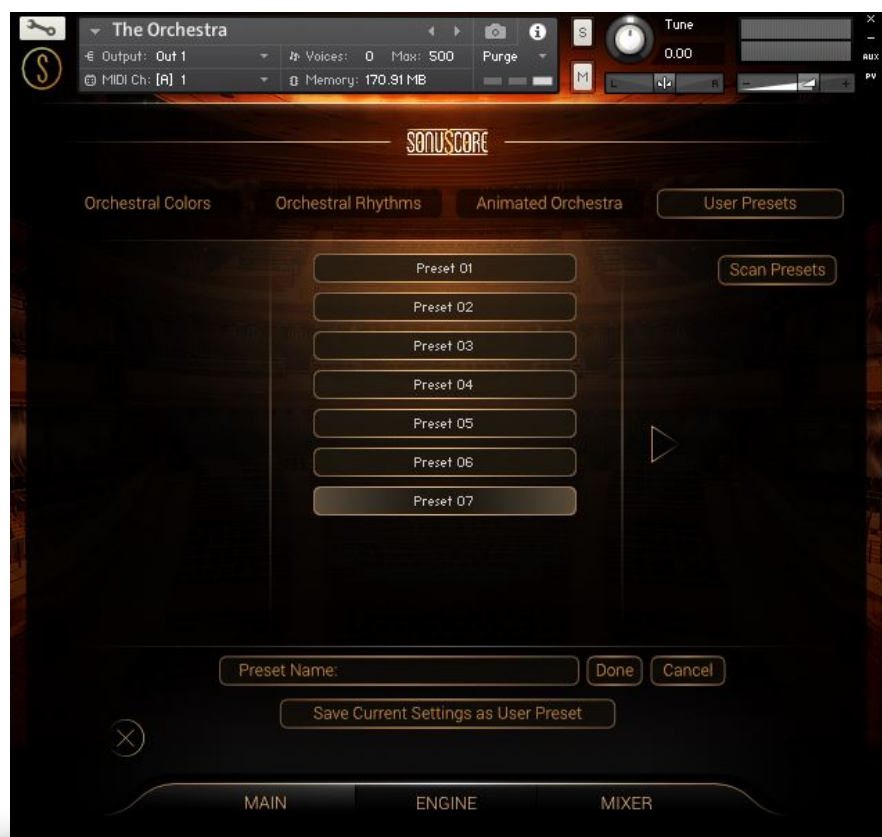 The Orchestra
Output: Out 1
Voices: 0 Max: 500
Purge
MIDI Ch: [A] 1
Memory: 170.91 MB
S
M
Tune
0.00
L
R
AUX
PV
SONUSCORE
Orchestral Colors
Orchestral Rhythms
Animated Orchestra
User Presets
Preset 01
Scan Presets
Preset 02
Preset 03
Preset 04
Preset 05
Preset 06
Preset 07
Preset Name:
Done
Cancel
Save Current Settings as User Preset
MAIN
ENGINE
MIXER